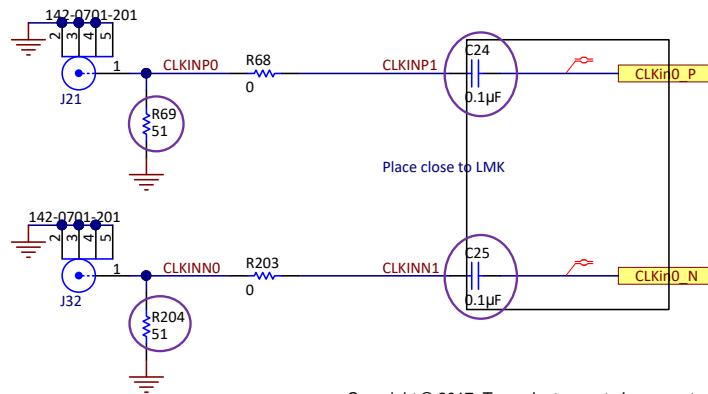 142-0701-201
2 3 4 5
1
J21
CLKINP0
R68
0
CLKINP1
C24
0.1µF
CLKin0_P
R69
51
Place close to LMK
142-0701-201
2 3 4 5
1
J32
CLKINN0
R203
0
CLKINN1
C25
0.1µF
CLKin0_N
R204
51